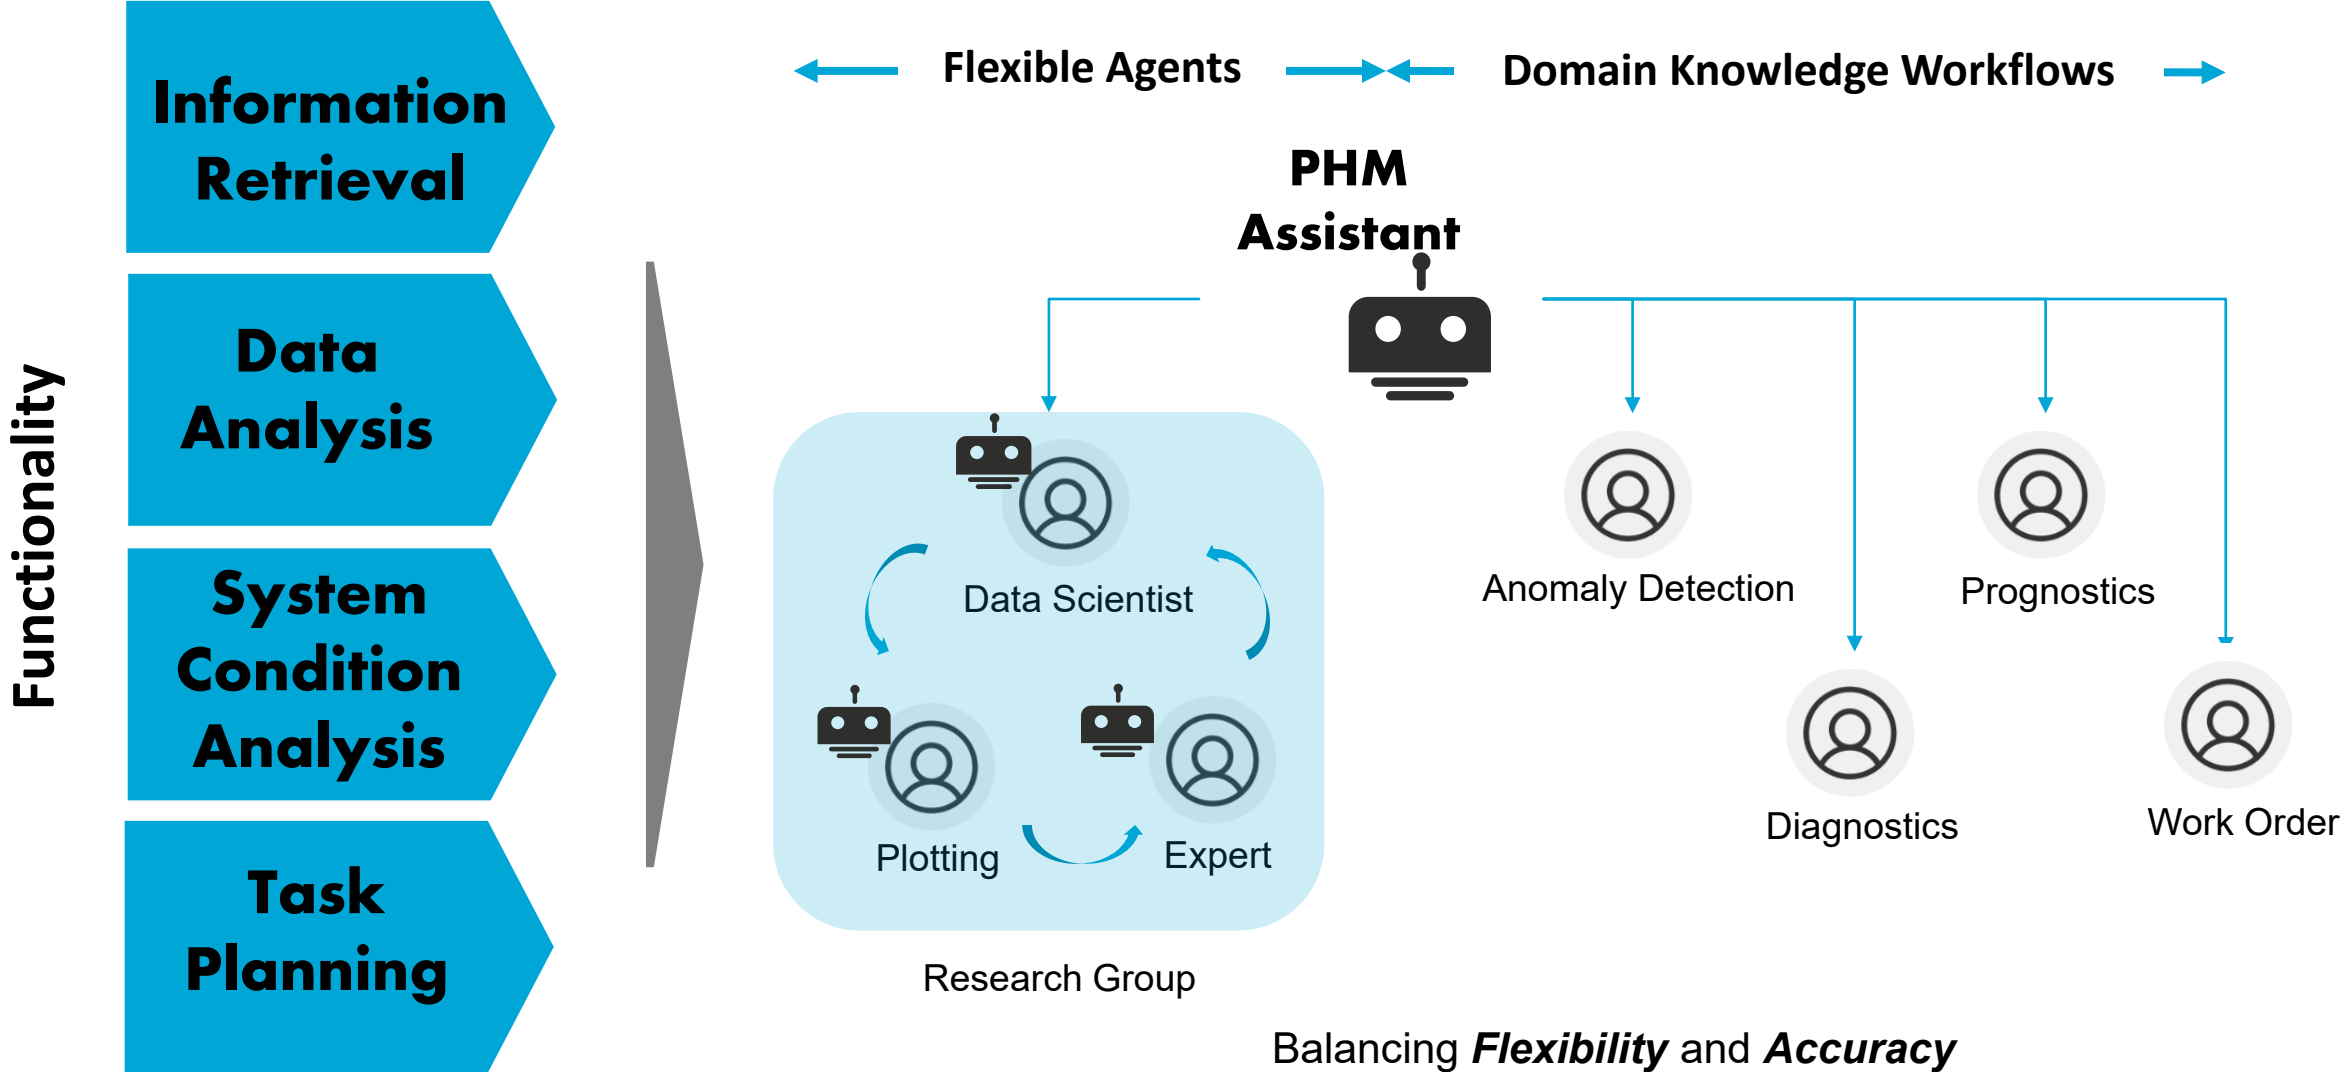 Functionality
Information
Retrieval
Data
Analysis
System
Condition
Analysis
Task
Planning
Flexible Agents
Domain Knowledge Workflows
PHM
Assistant
Data Scientist
Plotting
Expert
Research Group
Anomaly Detection
Prognostics
Diagnostics
Work Order
Balancing Flexibility and Accuracy